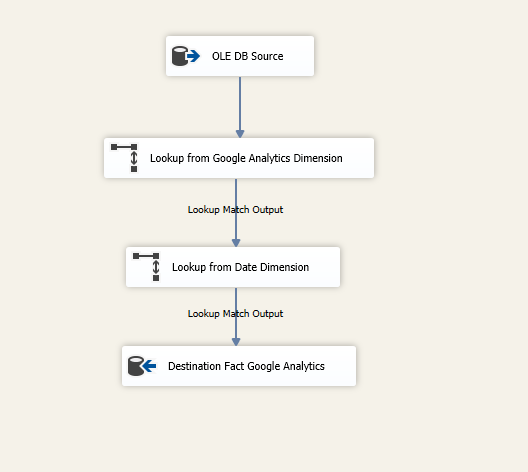 OLE DB Source
Lookup from Google Analytics Dimension
Lookup Match Output
Lookup from Date Dimension
Lookup Match Output
Destination Fact Google Analytics